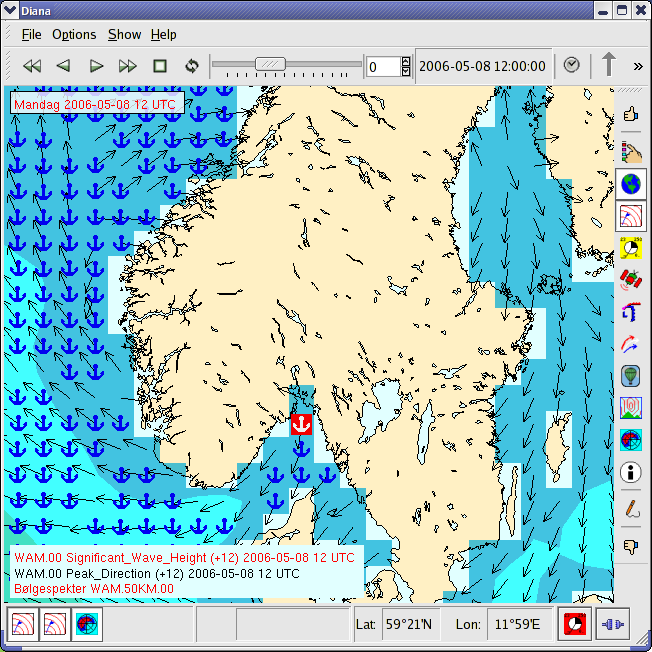 Diana
File Options Show Help
0 2006-05-08 12:00:00
»
Mandag 2006-05-08 12 UTC
WAM.00 Significant_Wave_Height (+12) 2006-05-08 12 UTC
WAM.00 Peak_Direction (+12) 2006-05-08 12 UTC
Bølgespekter WAM.50KM.00
Lat: 59°21'N Lon: 11°59'E